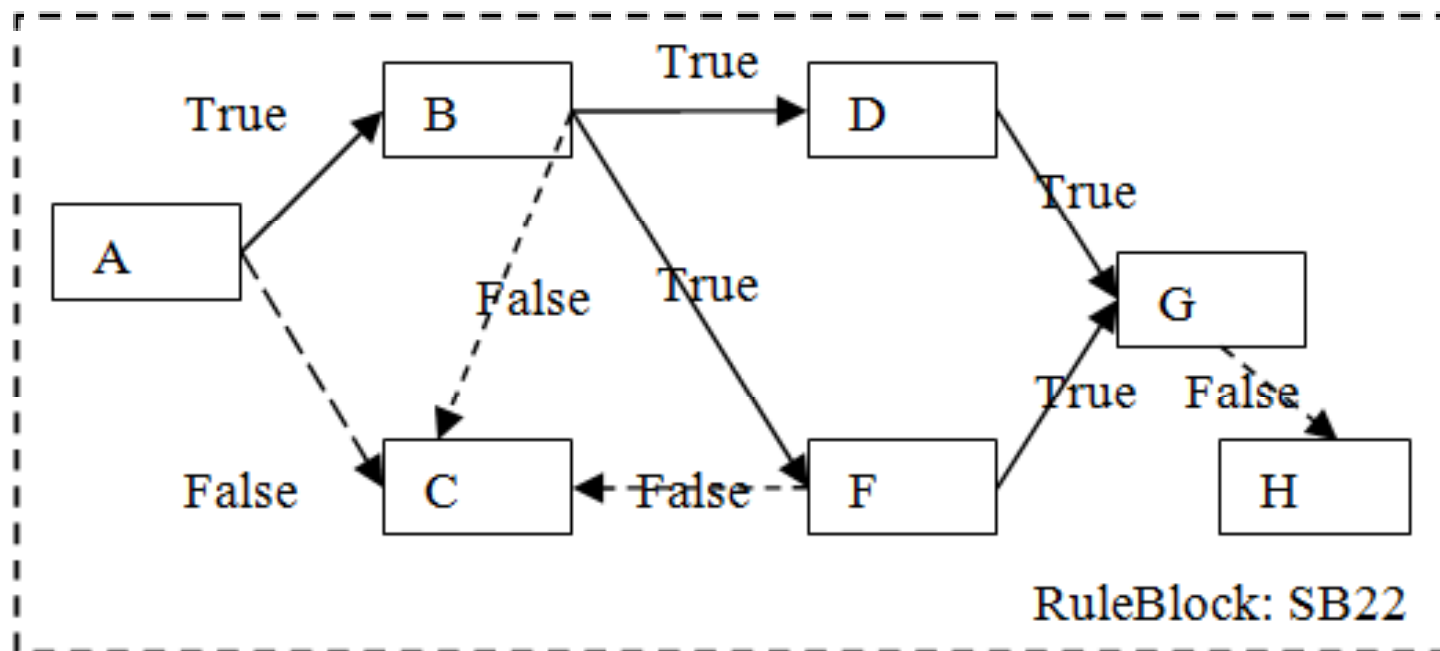 True
B
True
D
A
True
False
True
G
True
False
False
C
False
F
H
RuleBlock: SB22